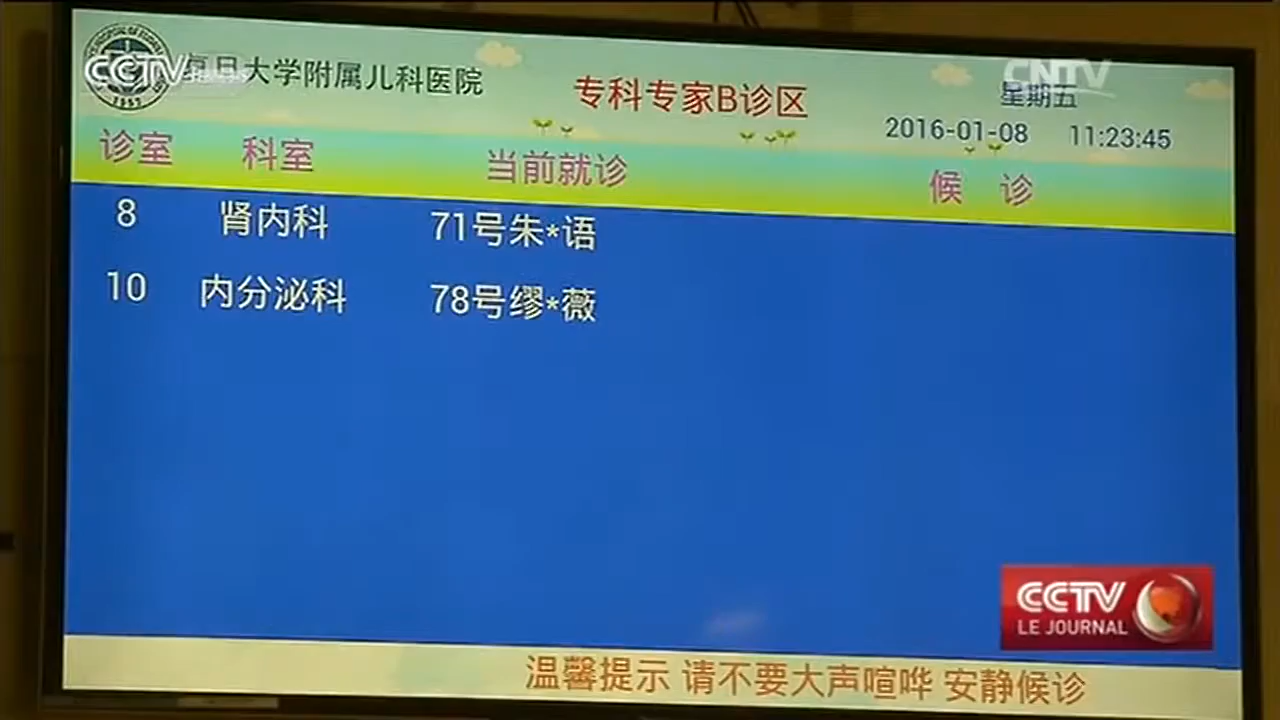 CCTV
复旦大学附属儿科医院
1952
专科专家B诊区
CNTV
星期五
2016-01-08 11:23:45
诊室 科室 当前就诊 候 诊
8 肾内科 71号朱*语
10 内分泌科 78号缪*薇
CCTV
LE JOURNAL
温馨提示 请不要大声喧哗 安静候诊